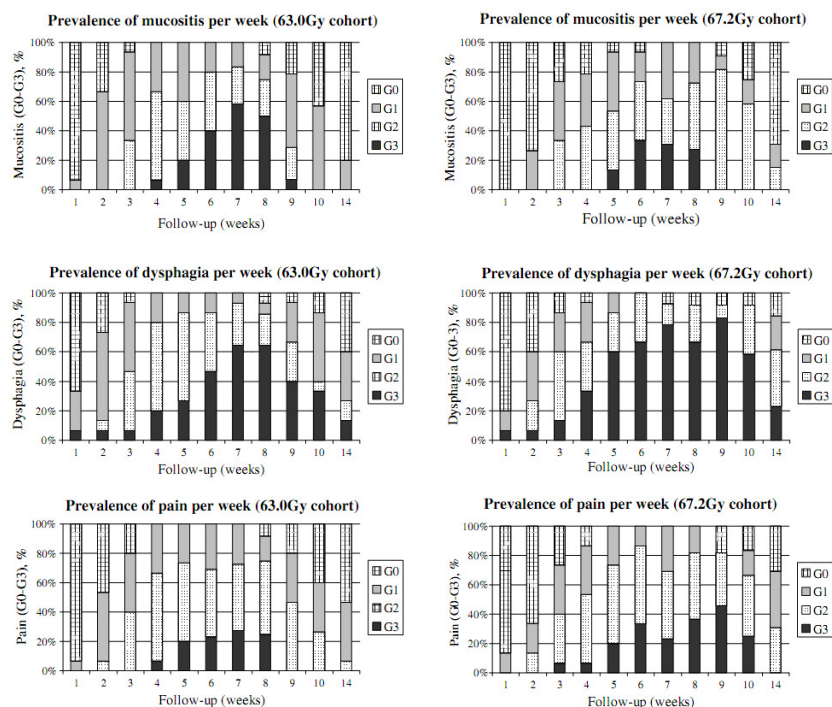 Prevalence of mucositis per week (63.0Gy cohort)
Mucositis (G0-G3), %
100%
80%
60%
40%
20%
0%
1 2 3 4 5 6 7 8 9 10 14
Follow-up (weeks)
G0
G1
G2
G3
Prevalence of mucositis per week (67.2Gy cohort)
Mucositis (G0-G3), %
100%
80%
60%
40%
20%
0%
1 2 3 4 5 6 7 8 9 10 14
Follow-up (weeks)
G0
G1
G2
G3
Prevalence of dysphagia per week (63.0Gy cohort)
Dysphagia (G0-G3), %
100%
80%
60%
40%
20%
0%
1 2 3 4 5 6 7 8 9 10 14
Follow-up (weeks)
G0
G1
G2
G3
Prevalence of dysphagia per week (67.2Gy cohort)
Dysphagia (G0-3), %
100%
80%
60%
40%
20%
0%
1 2 3 4 5 6 7 8 9 10 14
Follow-up (weeks)
G0
G1
G2
G3
Prevalence of pain per week (63.0Gy cohort)
Pain (G0-G3), %
100%
80%
60%
40%
20%
0%
1 2 3 4 5 6 7 8 9 10 14
Follow-up (weeks)
G0
G1
G2
G3
Prevalence of pain per week (67.2Gy cohort)
Pain (G0-G3), %
100%
80%
60%
40%
20%
0%
1 2 3 4 5 6 7 8 9 10 14
Follow-up (weeks)
G0
G1
G2
G3